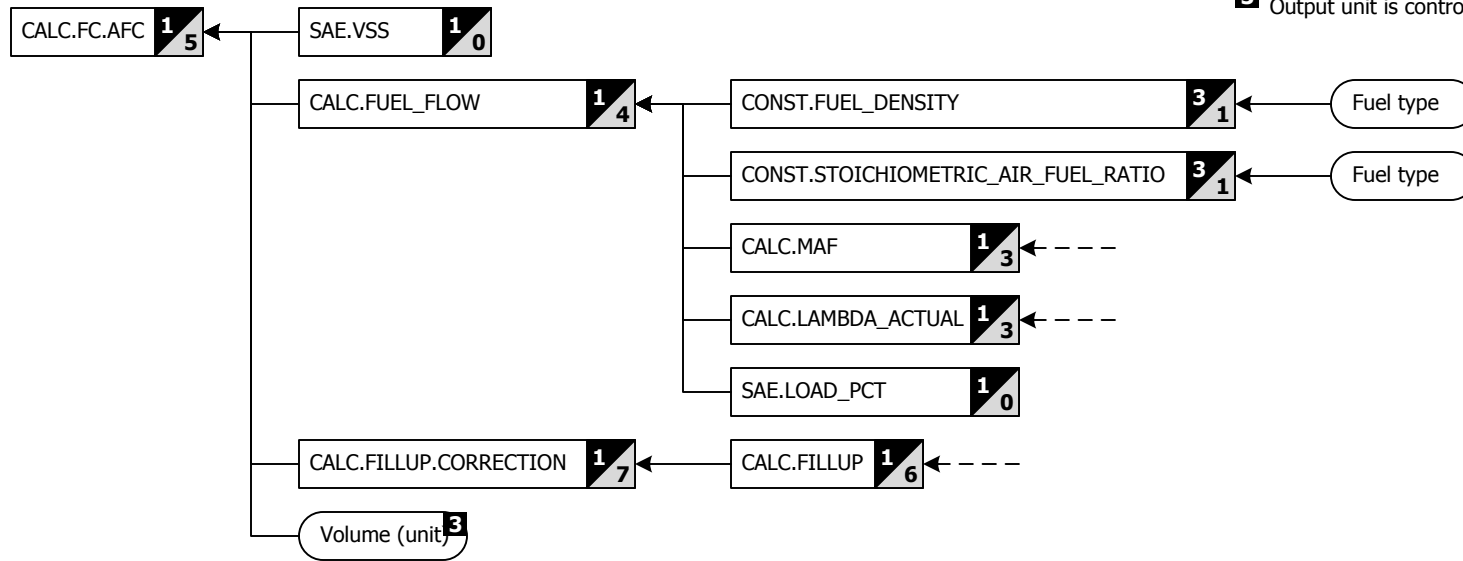 Output unit is contro
CALC.FC.AFC 1 5
SAE.VSS 1 0
CALC.FUEL_FLOW 1 4
CONST.FUEL_DENSITY 3 1
Fuel type
CONST.STOICHIOMETRIC_AIR_FUEL_RATIO 3 1
Fuel type
CALC.MAF 1 3
CALC.LAMBDA_ACTUAL 1 3
SAE.LOAD_PCT 1 0
CALC.FILLUP.CORRECTION 1 7
CALC.FILLUP 1 6
Volume (unit) 3